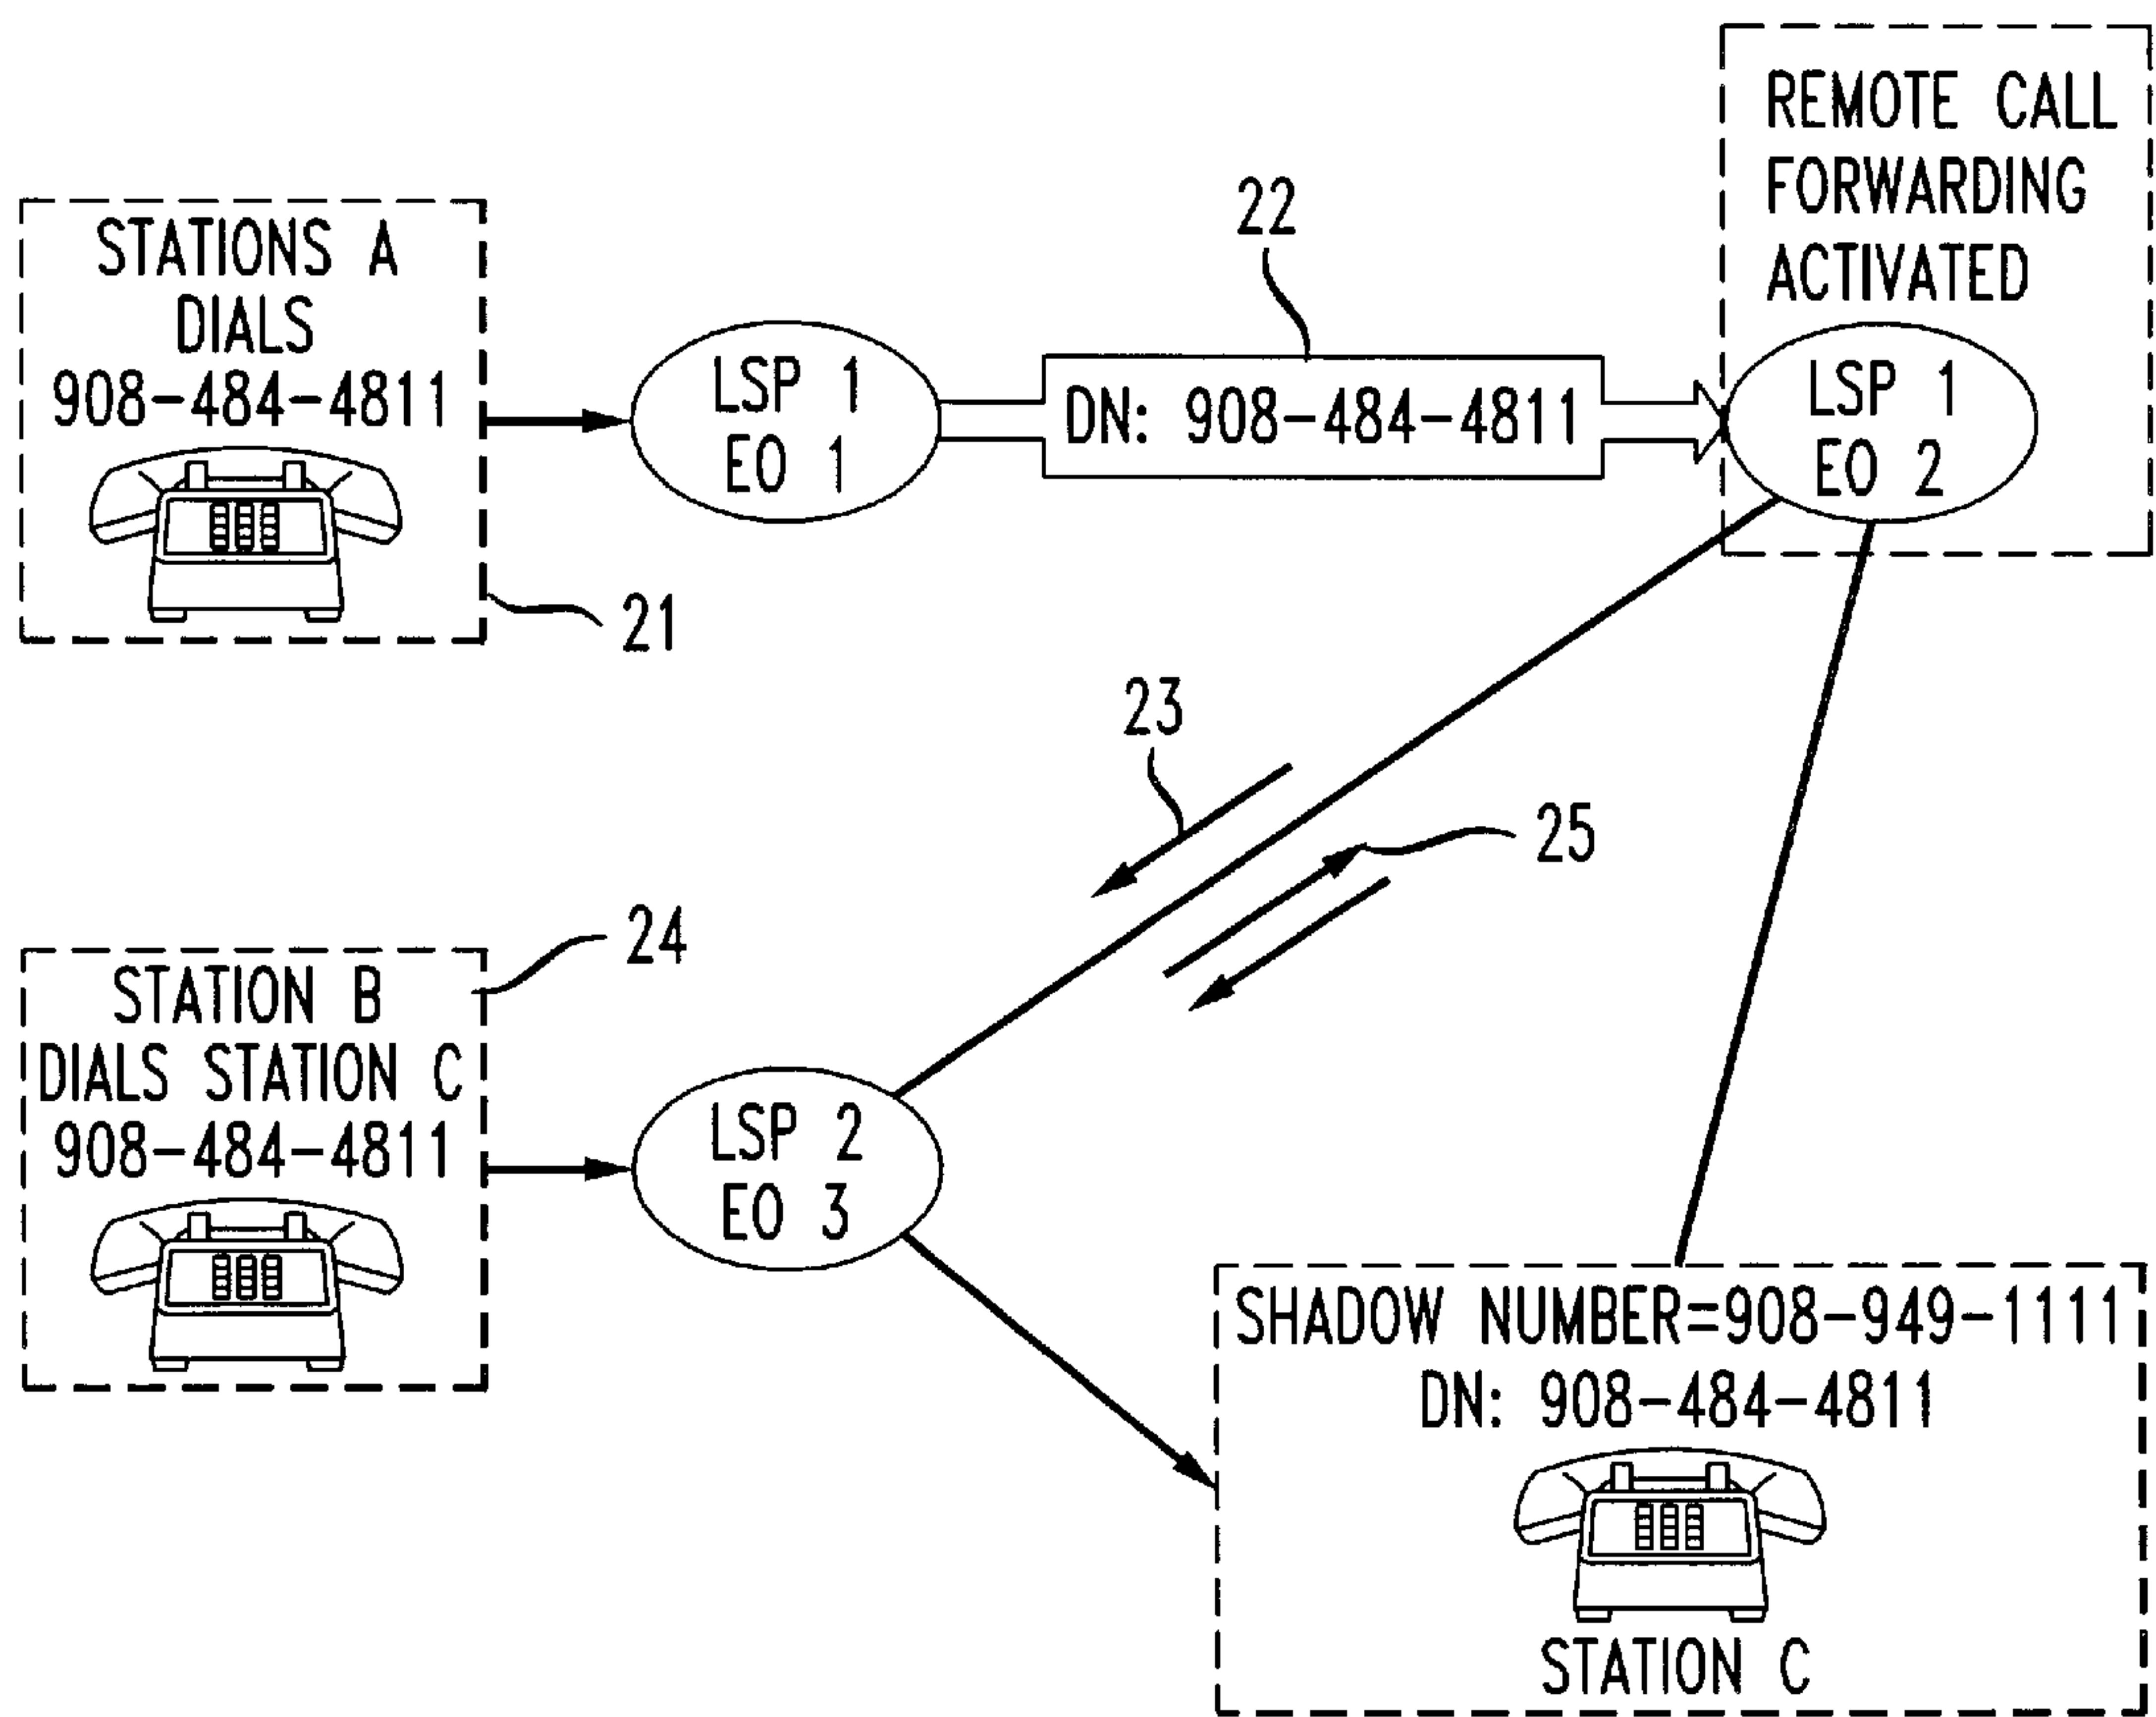 REMOTE CALL
FORWARDING
ACTIVATED
STATIONS A
DIALS
908-484-4811
22
LSP 1
EO 1
DN: 908-484-4811
LSP 1
EO 2
21
23
25
24
STATION B
DIALS STATION C
908-484-4811
LSP 2
EO 3
SHADOW NUMBER=908-949-1111
DN: 908-484-4811
STATION C